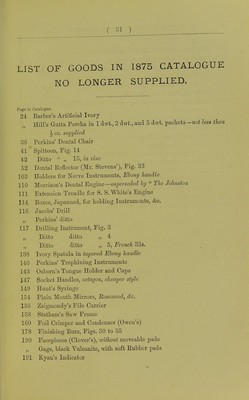 ( 31 )
LIST OF GOODS IN 1875 CATALOGUE
NO LONGER SUPPLIED.
Page in Catalogue.
24 Barber's Artificial Ivory
„ Hill's Gutta Percha in 1 dwt., 2 dwt., and 5 dwt. packets—not less than
½ oz. supplied
38 Perkins' Dental Chair
41 Spittoon, Fig. 14
42 Ditto „ 15, in zinc
52 Dental Reflector (Mr. Stevens'), Fig. 33
103 Holders for Nerve Instruments, Ebony handle
110 Morrison's Dental Engine—superseded by "The Johnston
111 Extension Treadle for S. S. White's Engine
114 Boxes, Japanned, for holding Instruments, &c.
116 Jacobs' Drill
„ Perkins' ditto
117 Drilling Instrument, Fig. 3
„ Ditto ditto „ 4
„ Ditto ditto „ 5, French 33s.
138 Ivory Spatula in tapered Ebony handle
140 Perkins' Trephining Instruments
143 Osborn's Tongue Holder and Caps
147 Socket Handles, octagon, cheaper style
149 Hunt's Syringe
154 Plain Mouth Mirrors, Rosewood, &c.
155 Zsigmondy's File Carrier
158 Statham's Saw Frame
160 Foil Crimper and Condenser (Owen's)
178 Finishing Burs, Figs. 30 to 35
190 Facepieces (Clover's), without moveable pads
„ Gags, black Vulcanite, with soft Rubber pads
191 Kyan's Indicator